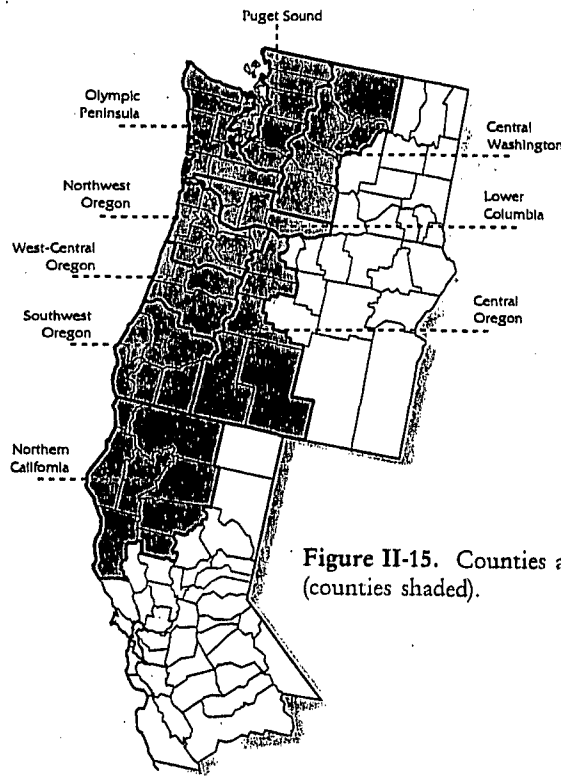 Puget Sound
Olympic
Peninsula
Central
Washington
Northwest
Oregon
Lower
Columbia
West-Central
Oregon
Southwest
Oregon
Central
Oregon
Northern
California
Figure II-15. Counties a
(counties shaded).